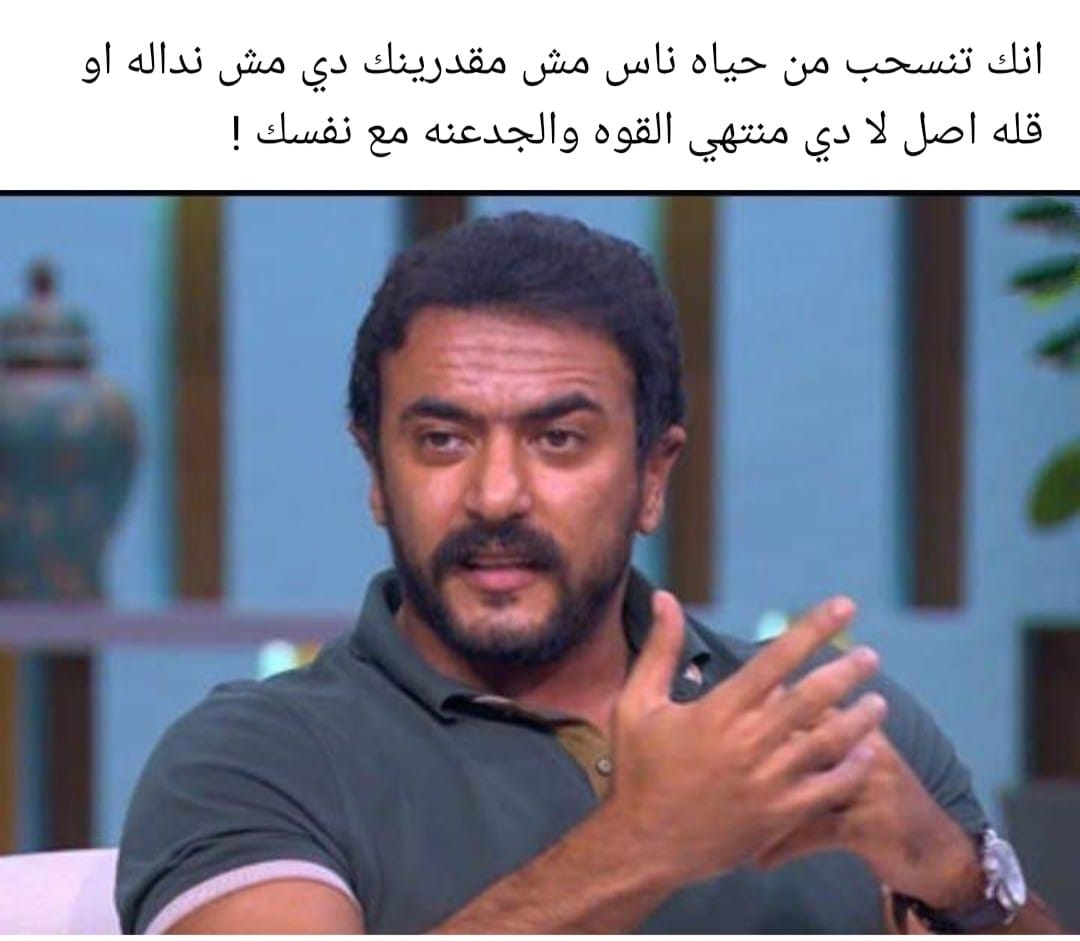 انك تنسحب من حياه ناس مش مقدرينك دي مش نداله او
قله اصل لا دي منتهي القوه والجدعنه مع نفسك !